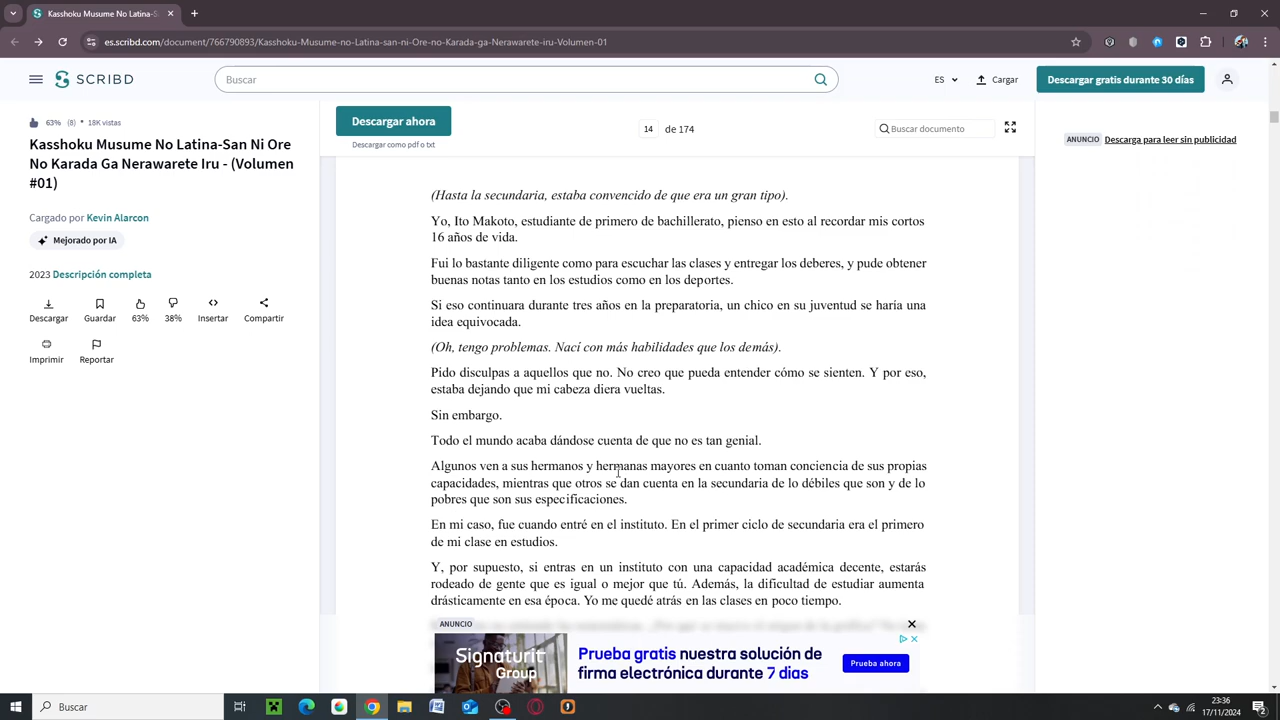 Kasshoku Musume No Latina-S
es.scribd.com/document/766790893/Kasshoku-Musume-no-Latina-san-ni-Ore-no-Karada-ga-Nerawarete-iru-Volumen-01
SCRIBD
Buscar
ES
Cargar
Descargar gratis durante 30 días
63% (8) • 18K vistas
Kasshoku Musume No Latina-San Ni Ore
No Karada Ga Nerawarete Iru - (Volumen
#01)
Cargado por Kevin Alarcon
Mejorado por IA
2023 Descripción completa
Descargar Guardar 63% 38% Insertar Compartir
Imprimir Reportar
Descargar ahora
Descargar como pdf o txt
14 de 174
Buscar documento
ANUNCIO Descarga para leer sin publicidad
(Hasta la secundaria, estaba convencido de que era un gran tipo).
Yo, Ito Makoto, estudiante de primero de bachillerato, pienso en esto al recordar mis cortos
16 años de vida.
Fui lo bastante diligente como para escuchar las clases y entregar los deberes, y pude obtener
buenas notas tanto en los estudios como en los deportes.
Si eso continuara durante tres años en la preparatoria, un chico en su juventud se haría una
idea equivocada.
(Oh, tengo problemas. Nací con más habilidades que los demás).
Pido disculpas a aquellos que no. No creo que pueda entender cómo se sienten. Y por eso,
estaba dejando que mi cabeza diera vueltas.
Sin embargo.
Todo el mundo acaba dándose cuenta de que no es tan genial.
Algunos ven a sus hermanos y hermanas mayores en cuanto toman conciencia de sus propias
capacidades, mientras que otros se dan cuenta en la secundaria de lo débiles que son y de lo
pobres que son sus especificaciones.
En mi caso, fue cuando entré en el instituto. En el primer ciclo de secundaria era el primero
de mi clase en estudios.
Y, por supuesto, si entras en un instituto con una capacidad académica decente, estarás
rodeado de gente que es igual o mejor que tú. Además, la dificultad de estudiar aumenta
drásticamente en esa época. Yo me quedé atrás en las clases en poco tiempo.
ANUNCIO
Signaturit
Group
Prueba gratis nuestra solución de
firma electrónica durante 7 dias
Prueba ahora
Buscar
23:36
17/11/2024
2